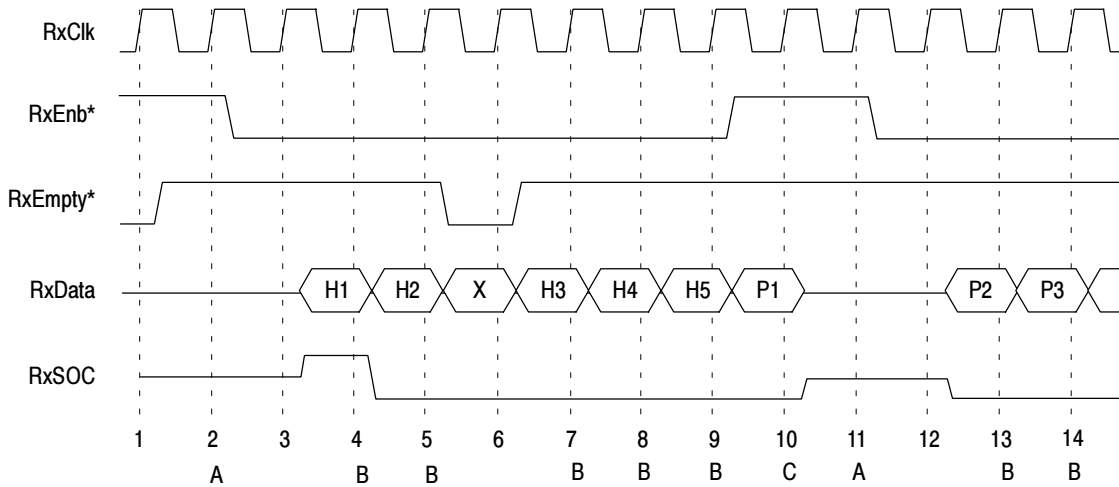 RxClk
RxEnb*
RxEmpty*
RxData H1 H2 X H3 H4 H5 P1 P2 P3
RxSOC
1 2 3 4 5 6 7 8 9 10 11 12 13 14
A B B B B B C A B B